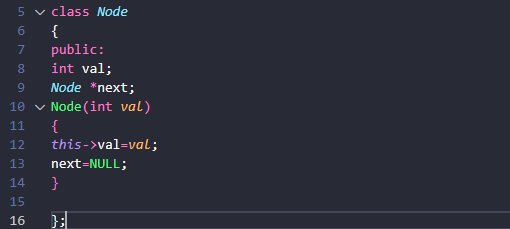 5 class Node
6 {
7 public:
8 int val;
9 Node *next;
10 Node(int val)
11 {
12 this->val=val;
13 next=NULL;
14 }
15
16 };